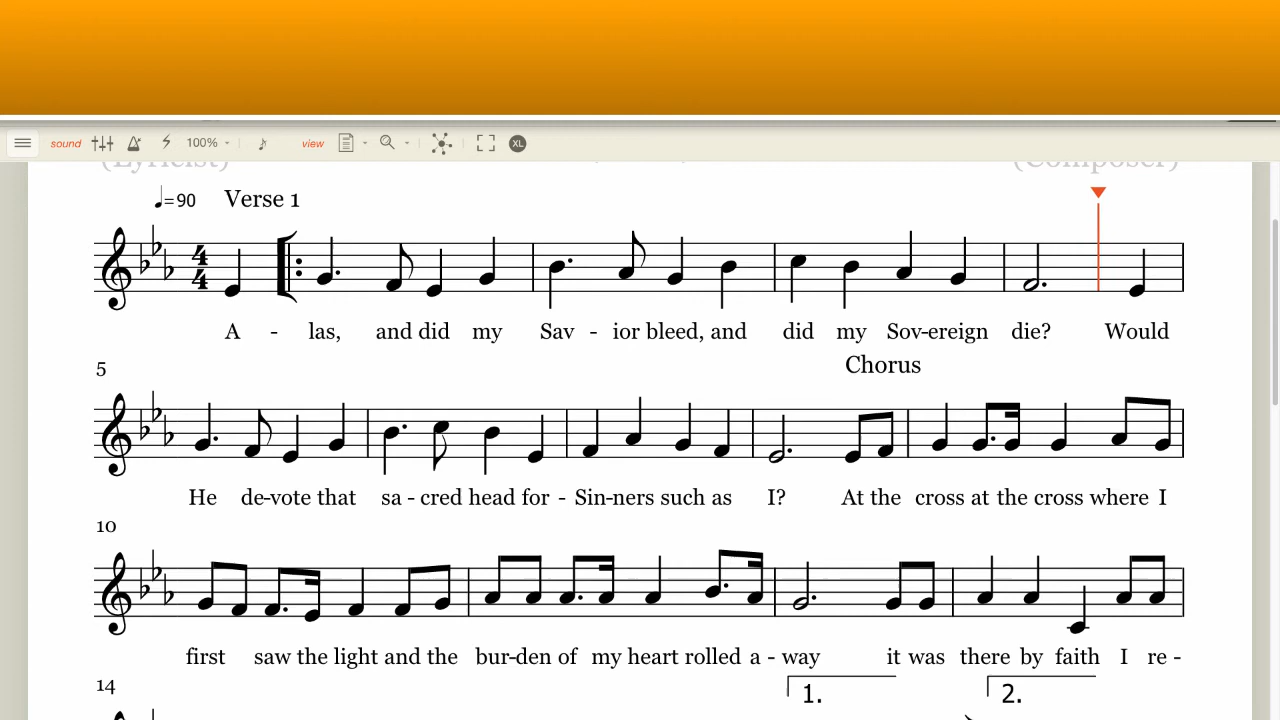 sound 100% view XL
(Lyricist) (Composer)
♩=90 Verse 1
4
4
A - las, and did my Sav - ior bleed, and did my Sov-ereign die? Would
5 Chorus
He de-vote that sa - cred head for - Sin-ners such as I? At the cross at the cross where I
10
first saw the light and the bur-den of my heart rolled a - way it was there by faith I re -
14 1. 2.